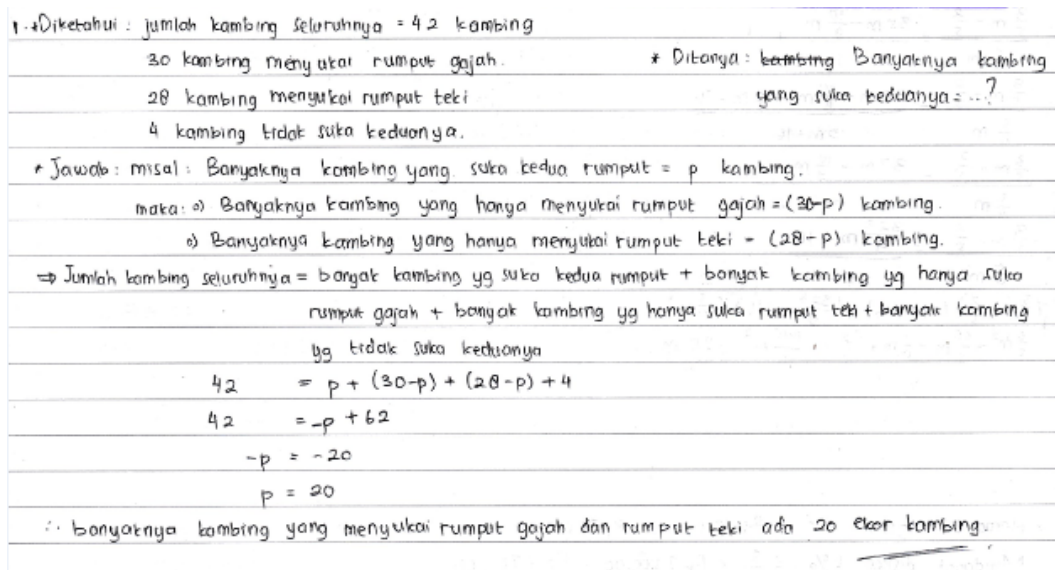 1. *Diketahui : jumlah kambing seluruhnya = 42 kambing
30 kambing menyukai rumput gajah.
28 kambing menyukai rumput teki
4 kambing tidak suka keduanya.
* Ditanya : kambing Banyaknya kambing
yang suka keduanya = ...?
* Jawab : misal : Banyaknya kambing yang suka kedua rumput = p kambing.
maka : o) Banyaknya kambing yang hanya menyukai rumput gajah = (30-p) kambing.
o) Banyaknya kambing yang hanya menyukai rumput teki = (28-p) kambing.
⇒ Jumlah kambing seluruhnya = banyak kambing yg suka kedua rumput + banyak kambing yg hanya suka
rumput gajah + banyak kambing yg hanya suka rumput teki + banyak kambing
yg tidak suka keduanya
42 = p + (30-p) + (28-p) + 4
42 = -p + 62
-p = -20
p = 20
∴ banyaknya kambing yang menyukai rumput gajah dan rumput teki ada 20 ekor kambing.